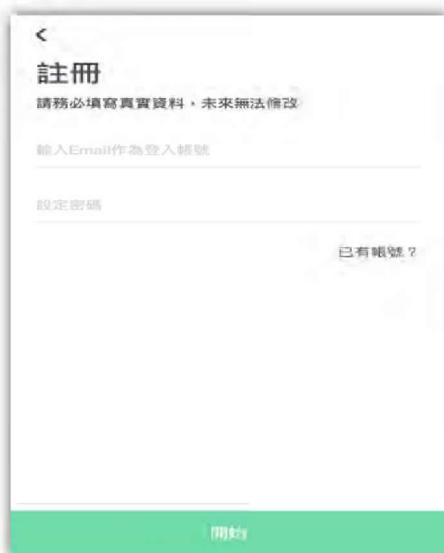 註冊
請務必填寫真實資料，未來無法修改
輸入Email作為登入帳號
設定密碼
已有帳號？
開始